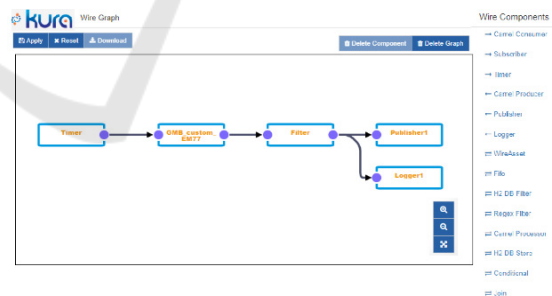 kura
Wire Graph
Wire Components
Apply
Reset
Download
Delete Component
Delete Graph
Timer
GMB_custom_
EM77
Filter
Publisher1
Logger1
Camel Consumer
Subscriber
Timer
Camel Producer
Publisher
Logger
WireAsset
Fifo
H2 DB Filter
Regex Filter
Camel Processor
H2 DB Store
Conditional
Join